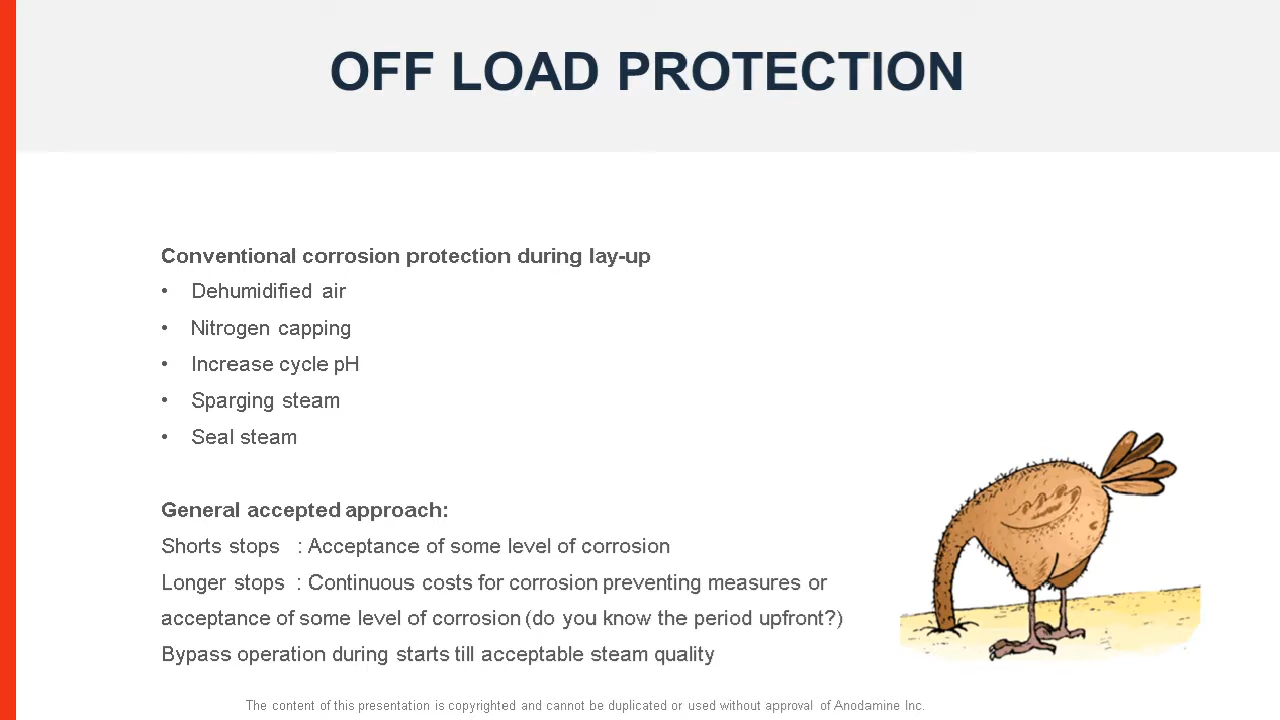 OFF LOAD PROTECTION
Conventional corrosion protection during lay-up
• Dehumidified air
• Nitrogen capping
• Increase cycle pH
• Sparging steam
• Seal steam
General accepted approach:
Shorts stops : Acceptance of some level of corrosion
Longer stops : Continuous costs for corrosion preventing measures or
acceptance of some level of corrosion (do you know the period upfront?)
Bypass operation during starts till acceptable steam quality
The content of this presentation is copyrighted and cannot be duplicated or used without approval of Anodamine Inc.